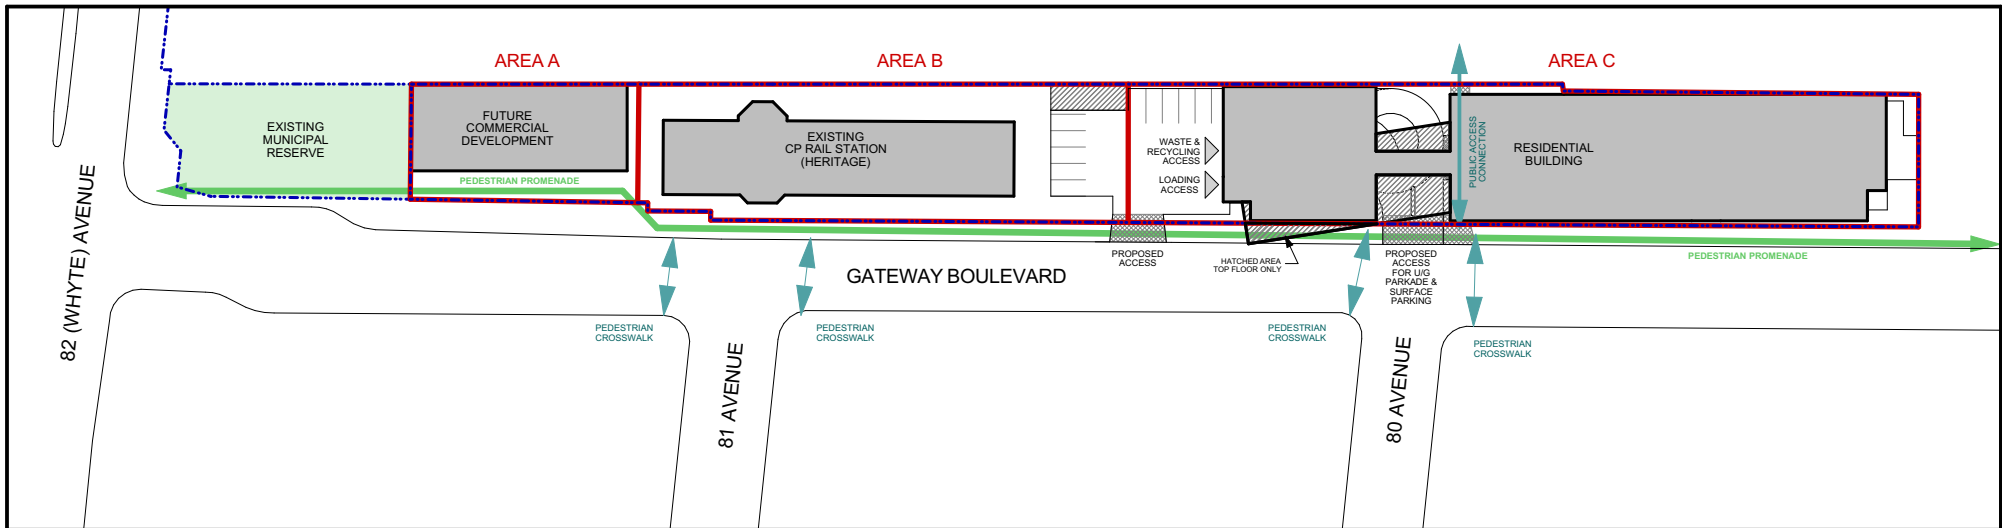 AREA A
AREA B
AREA C
EXISTING
MUNICIPAL
RESERVE
FUTURE
COMMERCIAL
DEVELOPMENT
EXISTING
CP RAIL STATION
(HERITAGE)
WASTE &
RECYCLING
ACCESS
LOADING
ACCESS
PUBLIC ACCESS
CONNECTION
RESIDENTIAL
BUILDING
PEDESTRIAN PROMENADE
PROPOSED
ACCESS
HATCHED AREA
TOP FLOOR ONLY
PROPOSED
ACCESS
FOR U/G
PARKADE &
SURFACE
PARKING
PEDESTRIAN PROMENADE
GATEWAY BOULEVARD
82 (WHYTE) AVENUE
PEDESTRIAN
CROSSWALK
PEDESTRIAN
CROSSWALK
PEDESTRIAN
CROSSWALK
PEDESTRIAN
CROSSWALK
81 AVENUE
80 AVENUE